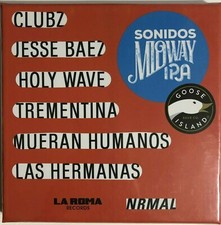 CLUBZ
JESSE BAEZ
HOLY WAVE
TREMENTINA
MUERAN HUMANOS
LAS HERMANAS
SONIDOS
MIDWAY
IPA
GOOSE
ISLAND
LA ROMA
RECORDS
NRMAL